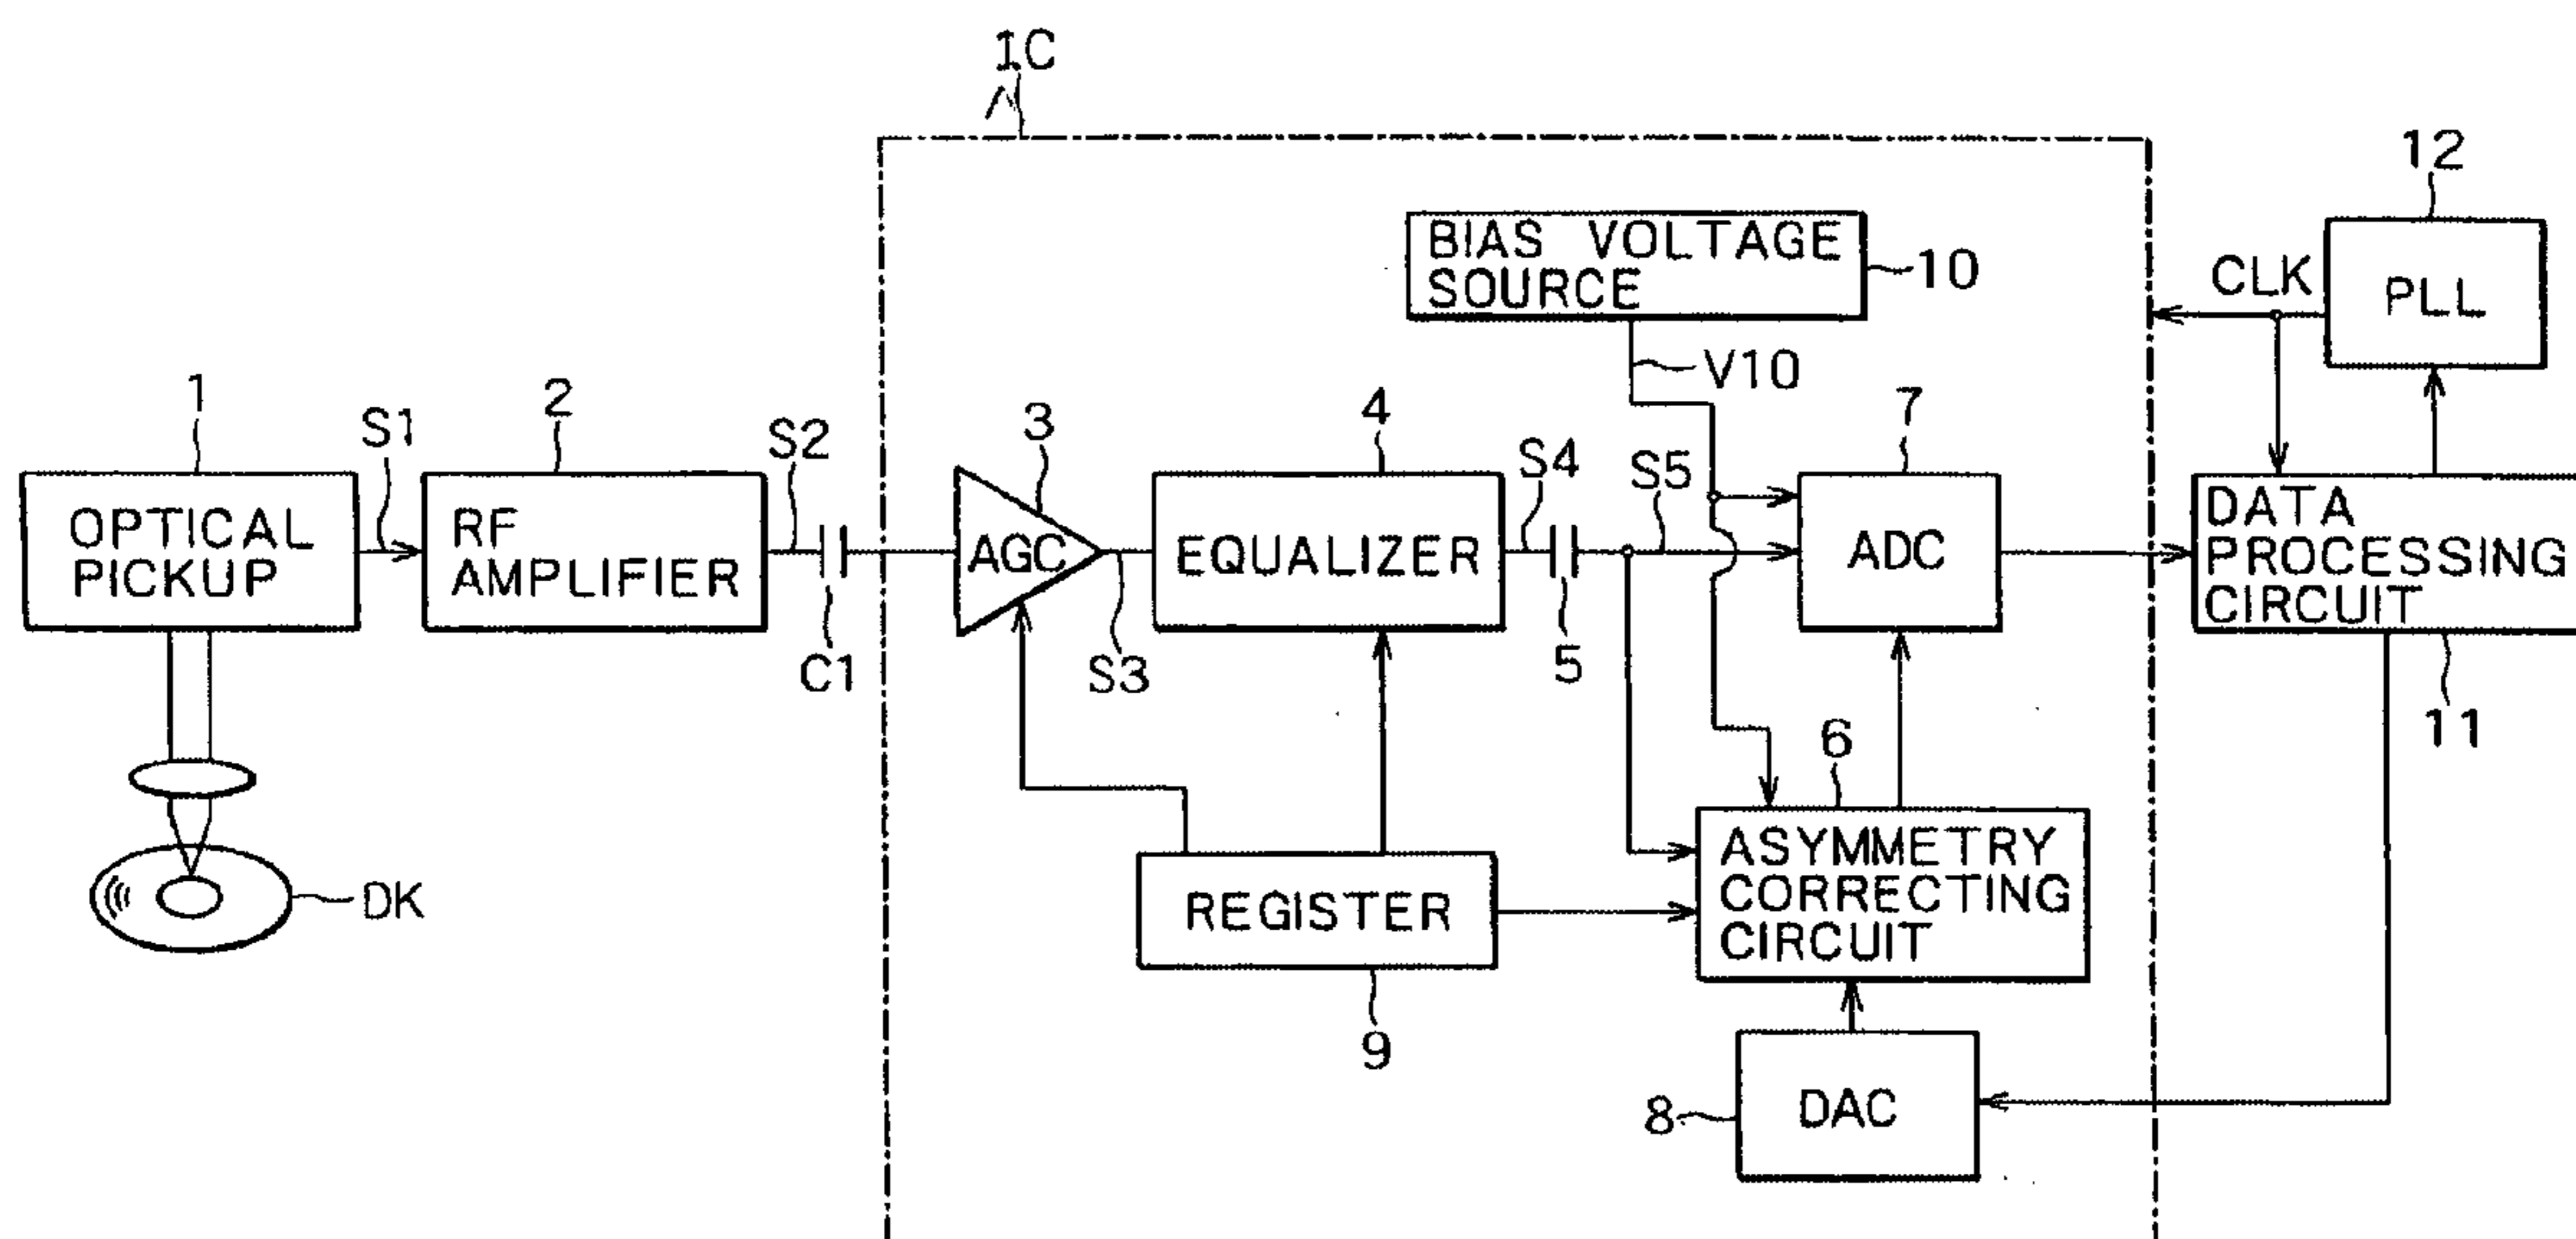 1C
12
BIAS VOLTAGE
SOURCE
10
CLK
PLL
V10
1
S1
2
S2
3
4
S4
S5
7
OPTICAL
PICKUP
RF
AMPLIFIER
AGC
EQUALIZER
ADC
DATA
PROCESSING
CIRCUIT
C1
S3
5
11
6
DK
REGISTER
ASYMMETRY
CORRECTING
CIRCUIT
9
8
DAC